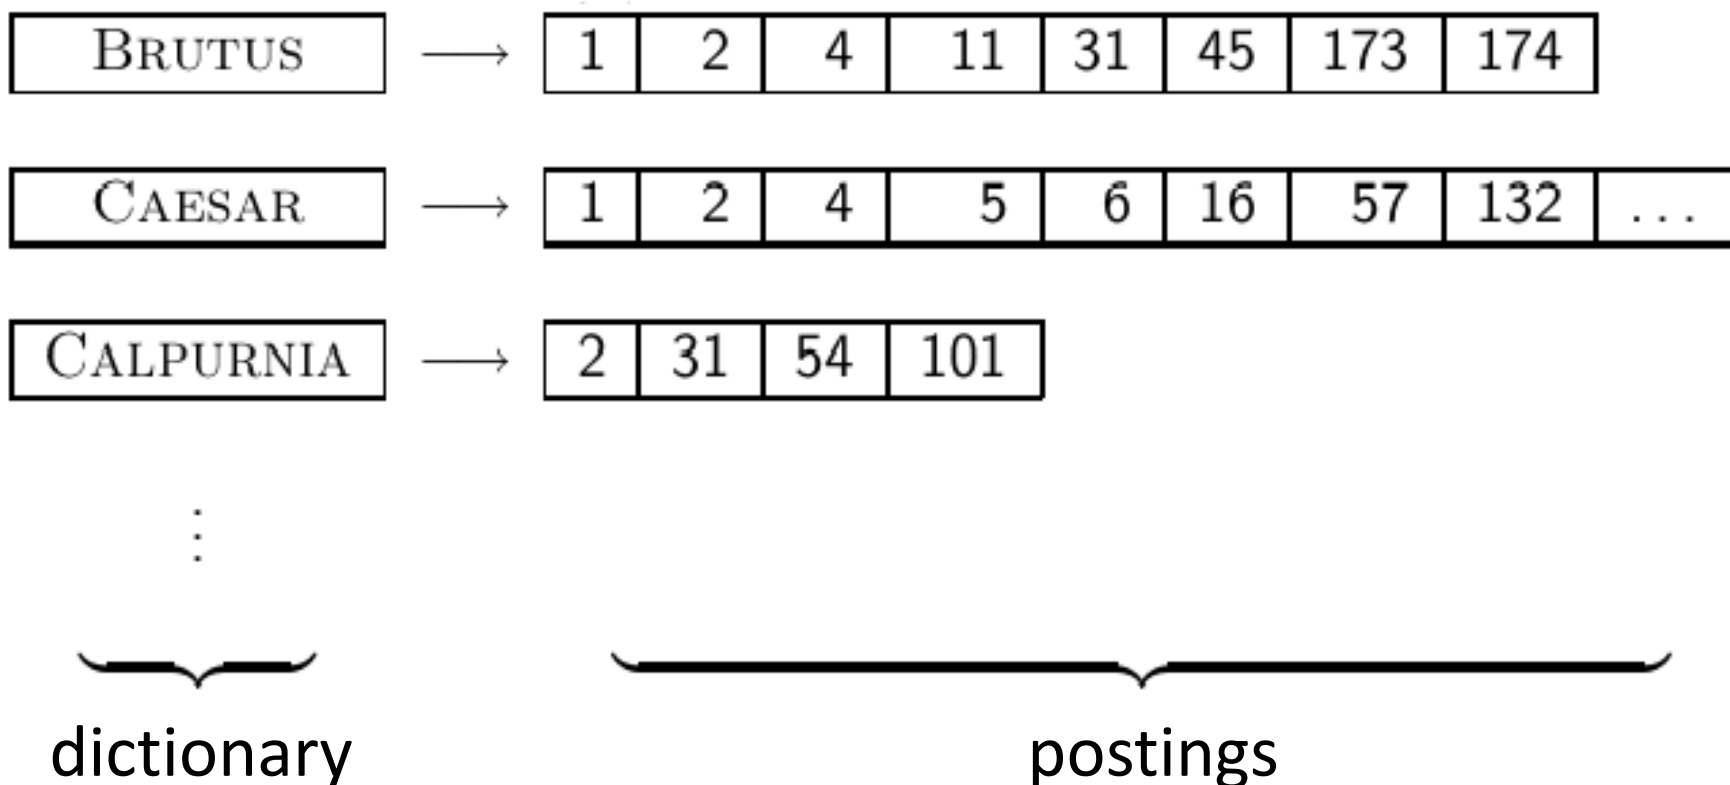 BRUTUS ⟶ 1 2 4 11 31 45 173 174
CAESAR ⟶ 1 2 4 5 6 16 57 132 ...
CALPURNIA ⟶ 2 31 54 101
⋮
dictionary postings